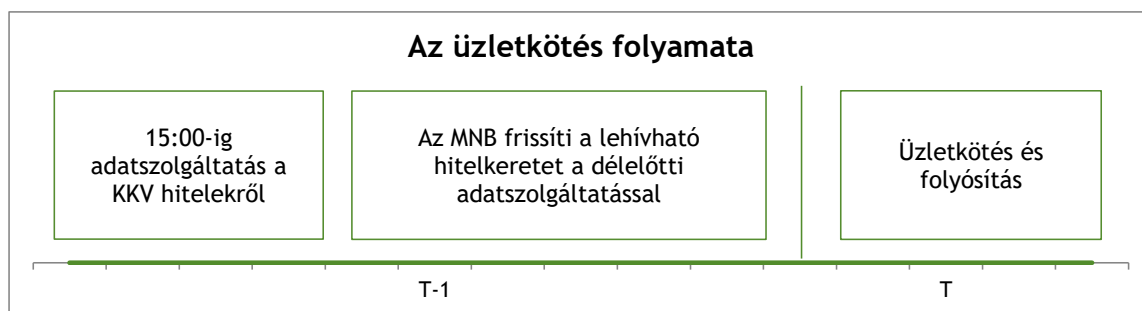 Az üzletkötés folyamata
15:00-ig
adatszolgáltatás a
KKV hitelekről
Az MNB frissíti a lehívható
hitelkeretet a délelőtti
adatszolgáltatással
Üzletkötés és
folyósítás
T-1
T